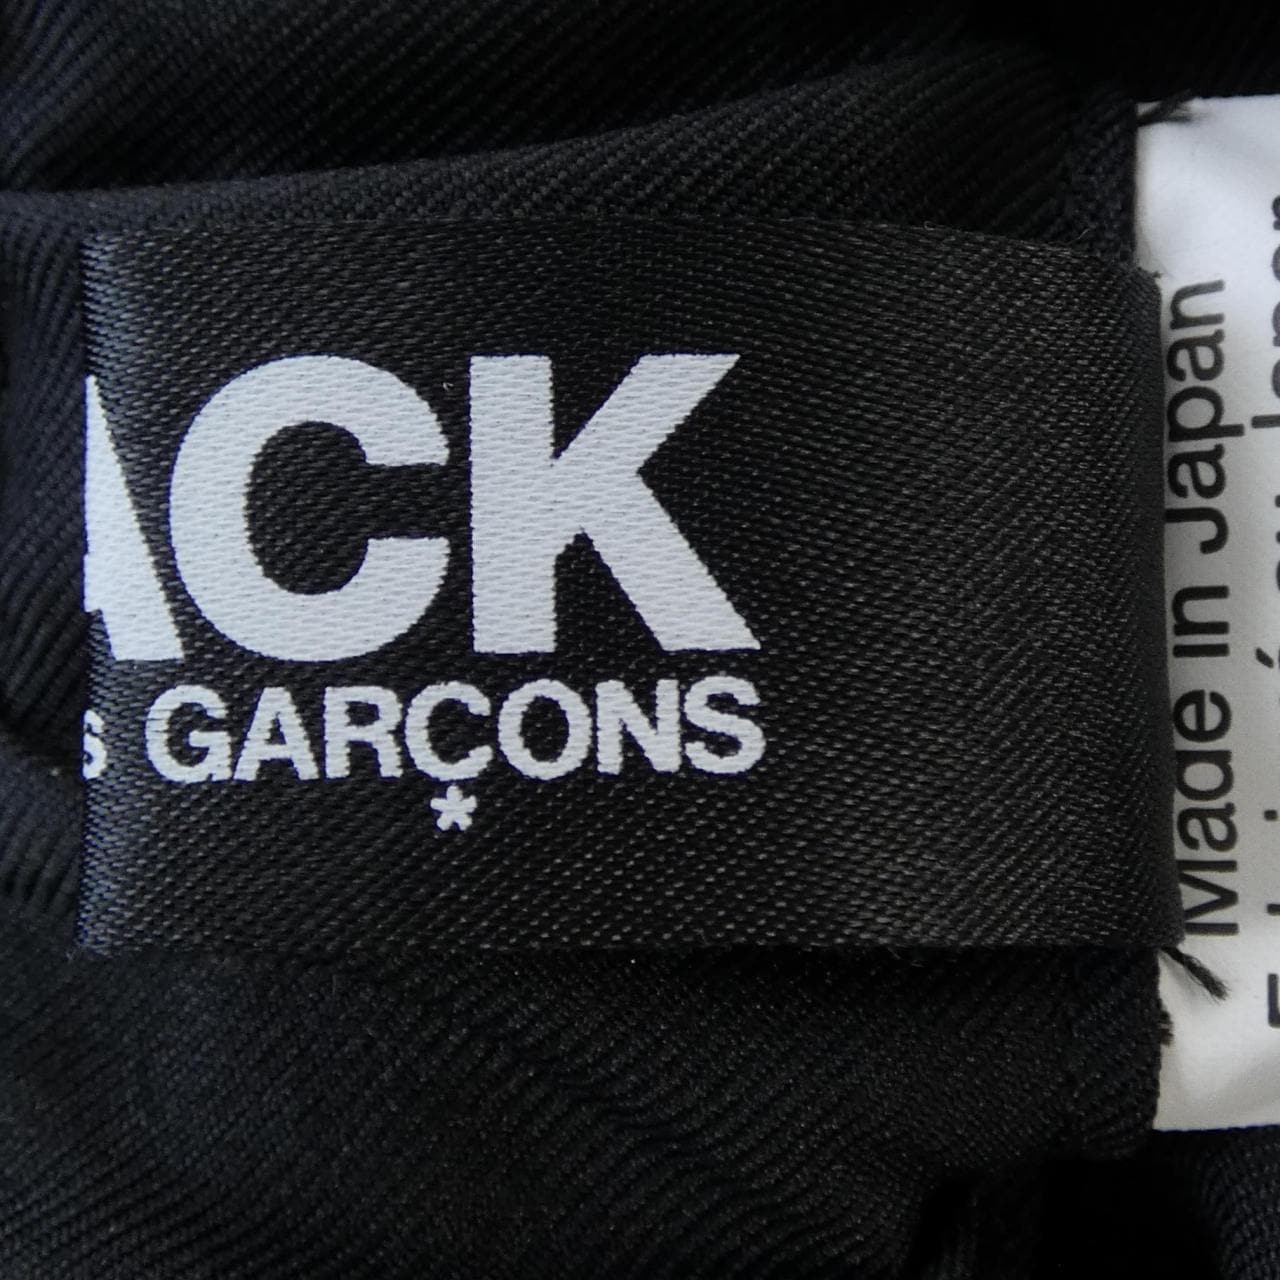 ACK
S GARÇONS
*
Made in Japan